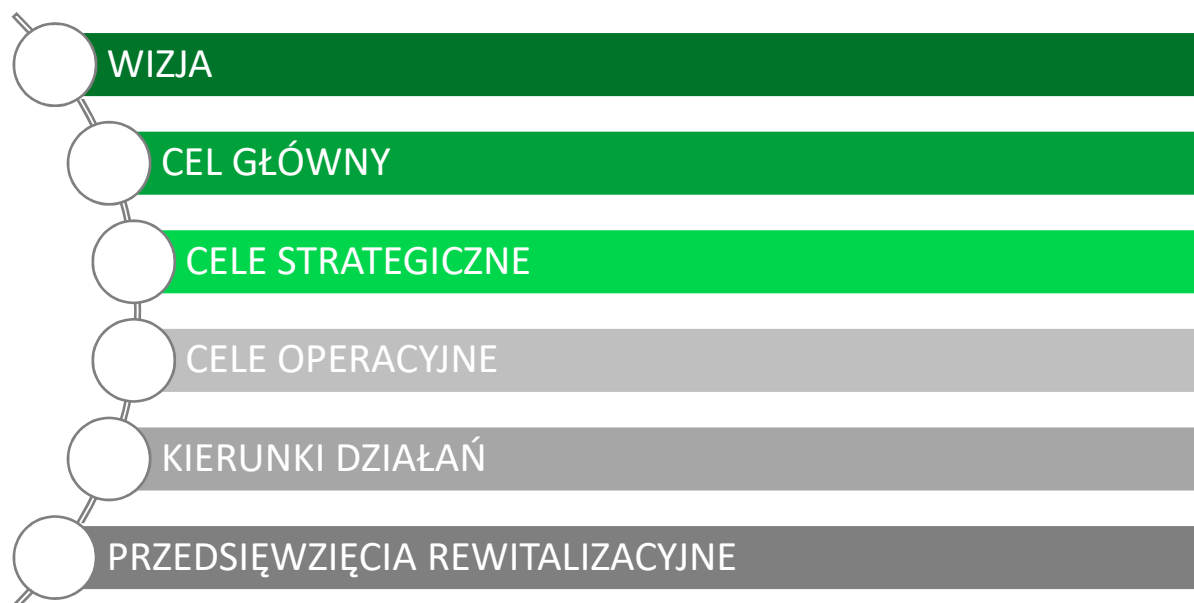 WIZJA
CEL GŁÓWNY
CELE STRATEGICZNE
CELE OPERACYJNE
KIERUNKI DZIAŁAŃ
PRZEDSIĘWZIĘCIA REWITALIZACYJNE